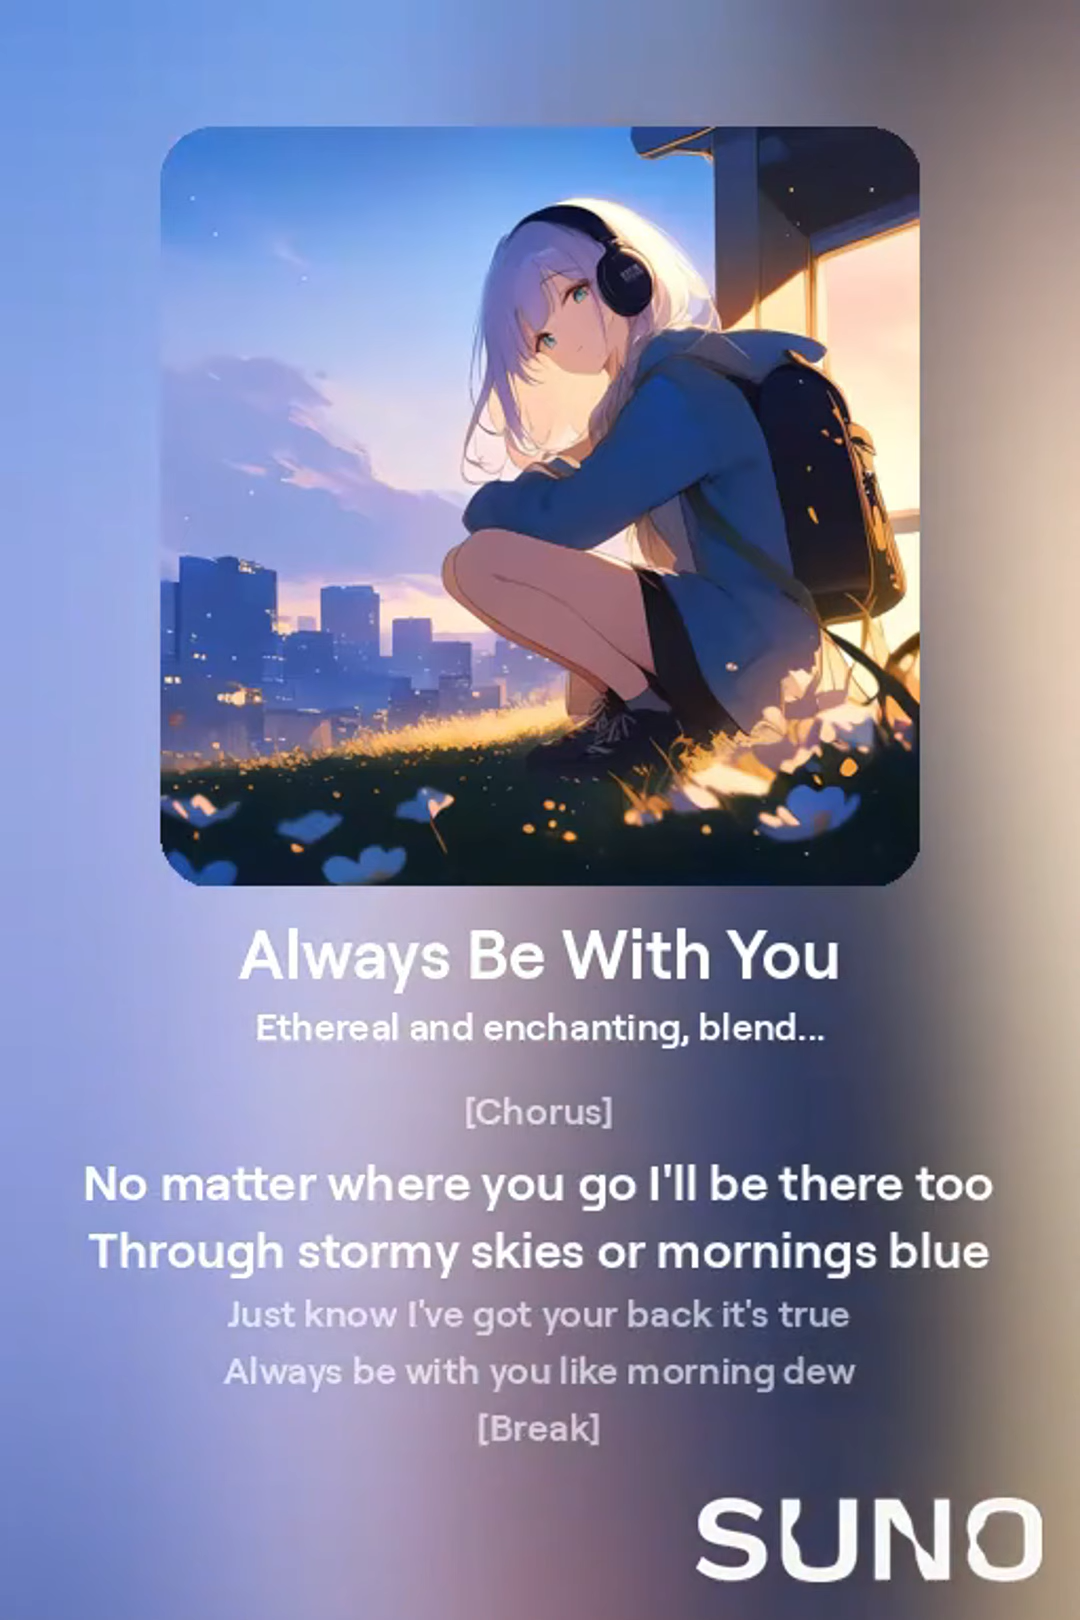 Always Be With You
Ethereal and enchanting, blend...
[Chorus]
No matter where you go I'll be there too
Through stormy skies or mornings blue
Just know I've got your back it's true
Always be with you like morning dew
[Break]
SUNO